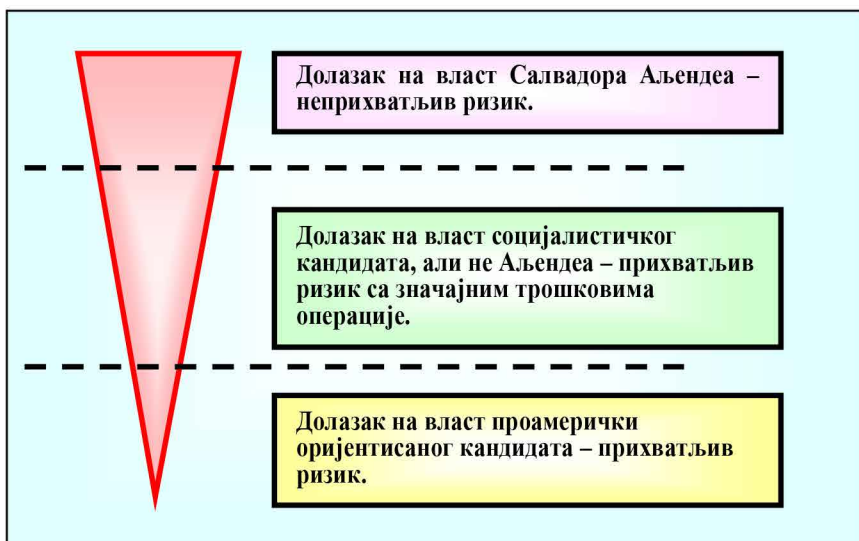 Долазак на власт Салвадора Аљендеа –
неприхватљив ризик.
Долазак на власт социјалистичког
кандидата, али не Аљендеа – прихватљив
ризик са значајним трошковима
операције.
Долазак на власт проамерички
оријентисаног кандидата – прихватљив
ризик.